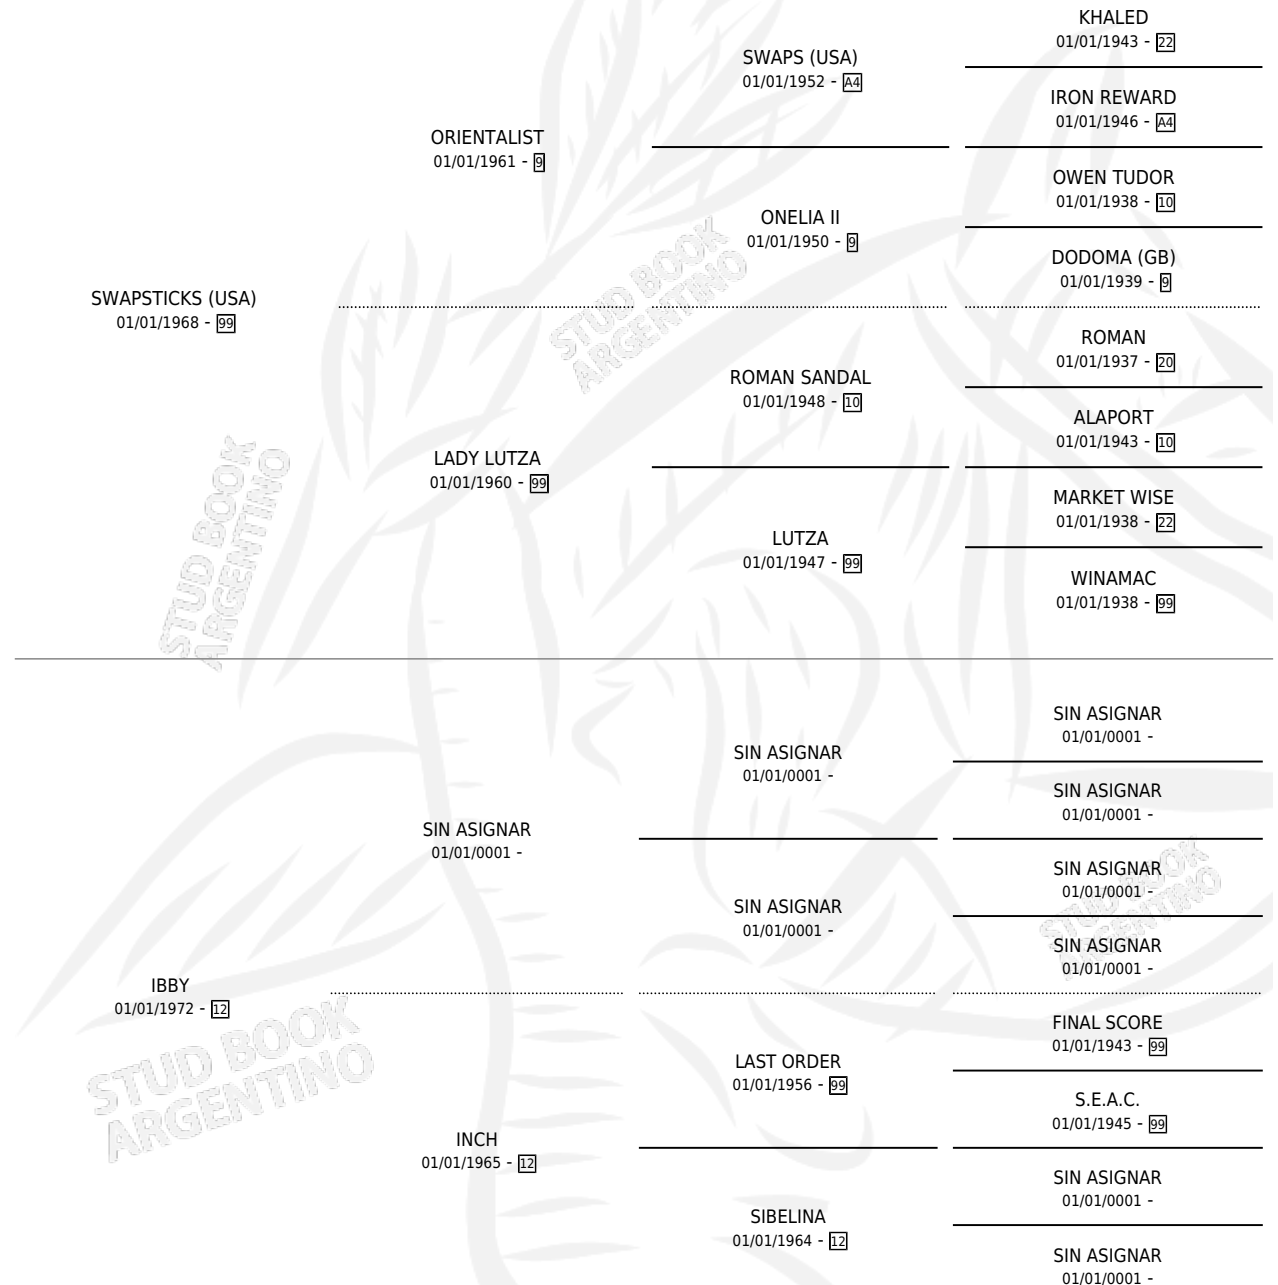 KHALED
01/01/1943 - 22
SWAPS (USA)
01/01/1952 - A4
IRON REWARD
01/01/1946 - A4
ORIENTALIST
01/01/1961 - 9
OWEN TUDOR
01/01/1938 - 10
ONELIA II
01/01/1950 - 9
DODOMA (GB)
01/01/1939 - 9
SWAPSTICKS (USA)
01/01/1968 - 99
ROMAN
01/01/1937 - 20
ROMAN SANDAL
01/01/1948 - 10
ALAPORT
01/01/1943 - 10
LADY LUTZA
01/01/1960 - 99
MARKET WISE
01/01/1938 - 22
LUTZA
01/01/1947 - 99
WINAMAC
01/01/1938 - 99
STUD BOOK
ARGENTINO
STUD BOOK
ARGENTINO
SIN ASIGNAR
01/01/0001 -
SIN ASIGNAR
01/01/0001 -
SIN ASIGNAR
01/01/0001 -
SIN ASIGNAR
01/01/0001 -
SIN ASIGNAR
01/01/0001 -
SIN ASIGNAR
01/01/0001 -
SIN ASIGNAR
01/01/0001 -
STUD BOOK
ARGENTINO
IBBY
01/01/1972 - 12
FINAL SCORE
01/01/1943 - 99
LAST ORDER
01/01/1956 - 99
S.E.A.C.
01/01/1945 - 99
INCH
01/01/1965 - 12
SIN ASIGNAR
01/01/0001 -
SIBELINA
01/01/1964 - 12
SIN ASIGNAR
01/01/0001 -
STUD BOOK
ARGENTINO